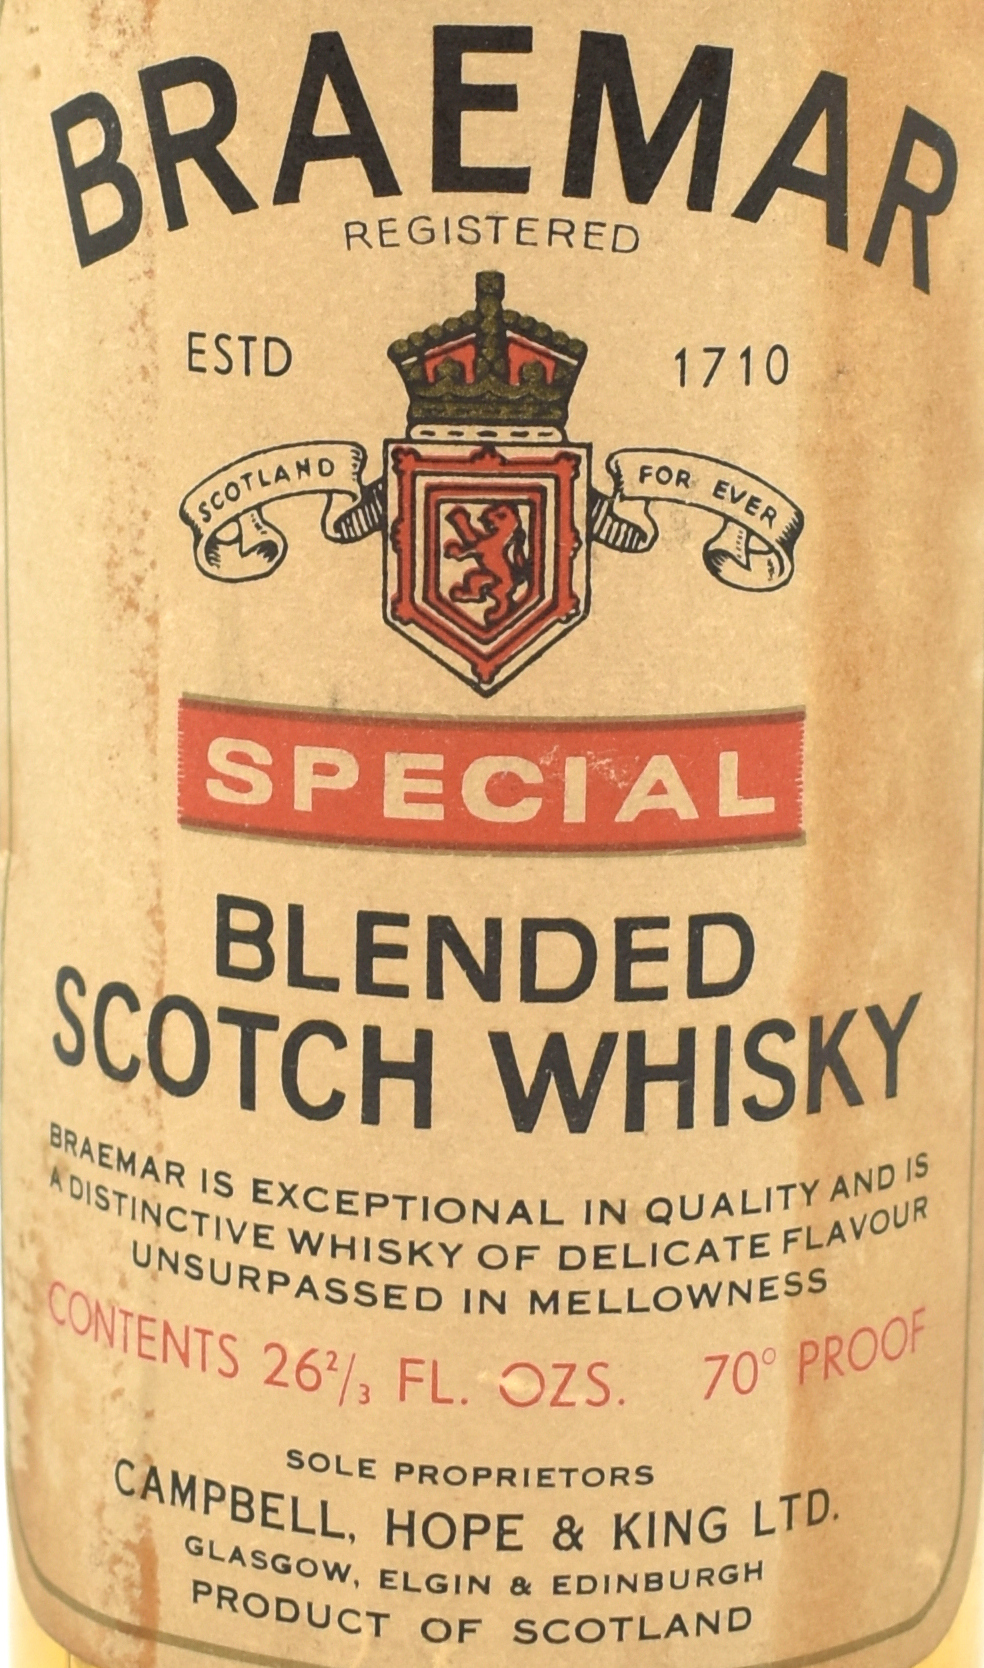 BRAEMAR
REGISTERED
ESTD 1710
SCOTLAND FOR EVER
SPECIAL
BLENDED
SCOTCH WHISKY
BRAEMAR IS EXCEPTIONAL IN QUALITY AND IS
A DISTINCTIVE WHISKY OF DELICATE FLAVOUR
UNSURPASSED IN MELLOWNESS
CONTENTS 26²/₃ FL. OZS. 70° PROOF
SOLE PROPRIETORS
CAMPBELL, HOPE & KING LTD.
GLASGOW, ELGIN & EDINBURGH
PRODUCT OF SCOTLAND